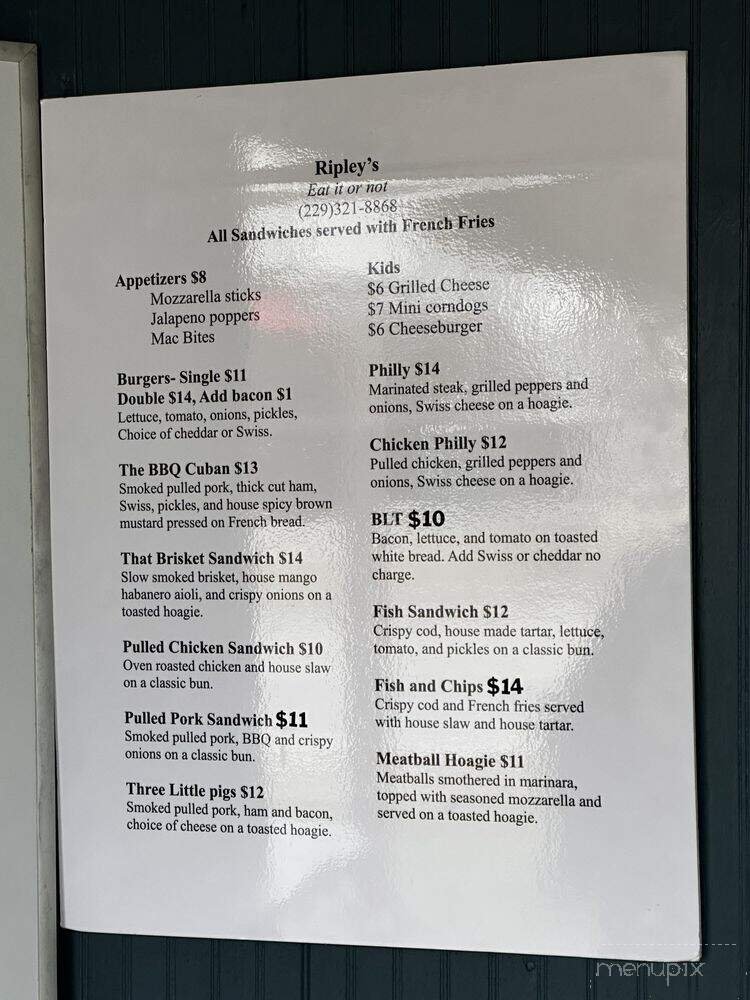 Ripley's
Eat it or not
(229)321-8868
All Sandwiches served with French Fries
Appetizers $8
Mozzarella sticks
Jalapeno poppers
Mac Bites
Burgers- Single $11
Double $14, Add bacon $1
Lettuce, tomato, onions, pickles,
Choice of cheddar or Swiss.
The BBQ Cuban $13
Smoked pulled pork, thick cut ham,
Swiss, pickles, and house spicy brown
mustard pressed on French bread.
That Brisket Sandwich $14
Slow smoked brisket, house mango
habanero aioli, and crispy onions on a
toasted hoagie.
Pulled Chicken Sandwich $10
Oven roasted chicken and house slaw
on a classic bun.
Pulled Pork Sandwich $11
Smoked pulled pork, BBQ and crispy
onions on a classic bun.
Three Little pigs $12
Smoked pulled pork, ham and bacon,
choice of cheese on a toasted hoagie.
Kids
$6 Grilled Cheese
$7 Mini corndogs
$6 Cheeseburger
Philly $14
Marinated steak, grilled peppers and
onions, Swiss cheese on a hoagie.
Chicken Philly $12
Pulled chicken, grilled peppers and
onions, Swiss cheese on a hoagie.
BLT $10
Bacon, lettuce, and tomato on toasted
white bread. Add Swiss or cheddar no
charge.
Fish Sandwich $12
Crispy cod, house made tartar, lettuce,
tomato, and pickles on a classic bun.
Fish and Chips $14
Crispy cod and French fries served
with house slaw and house tartar.
Meatball Hoagie $11
Meatballs smothered in marinara,
topped with seasoned mozzarella and
served on a toasted hoagie.
menupix